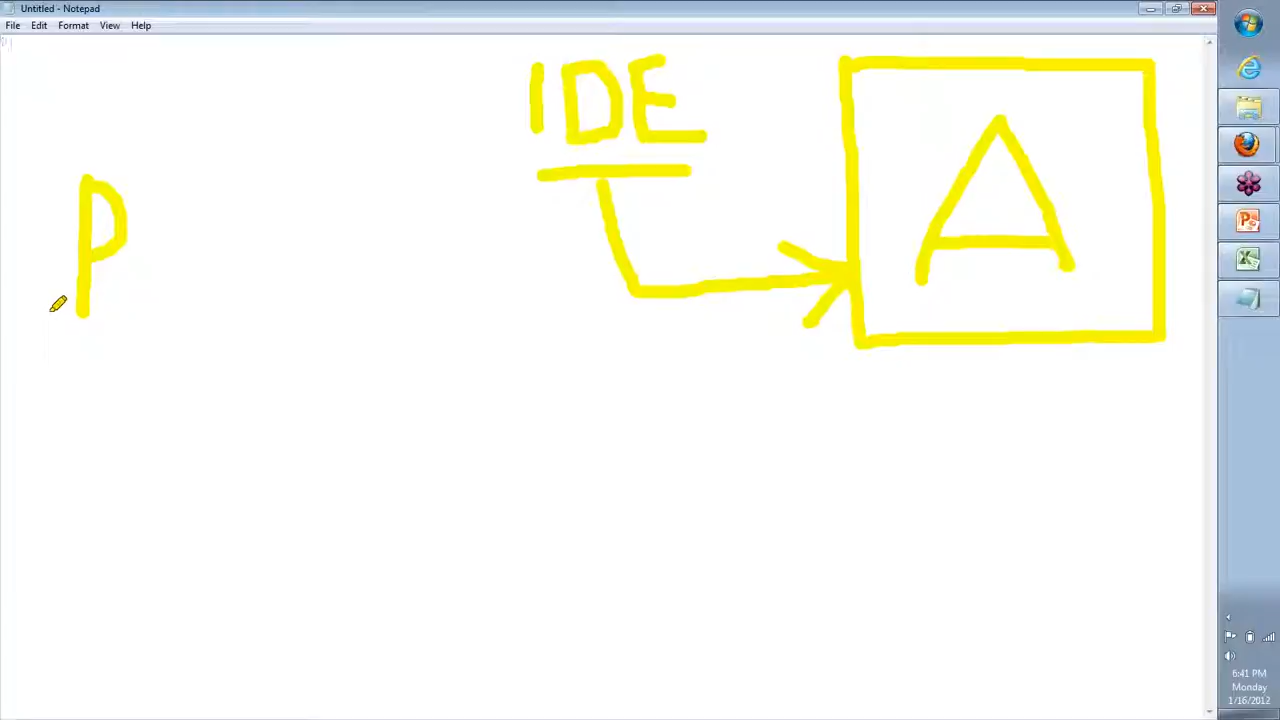 Untitled - Notepad
File Edit Format View Help
IDE
A
P
6:41 PM
Monday
1/16/2012